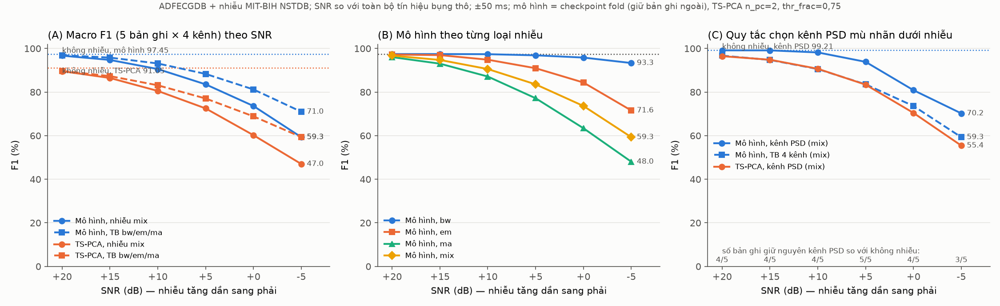 ADFECGDB + nhiễu MIT-BIH NSTDB; SNR so với toàn bộ tín hiệu bụng thô; ±50 ms; mô hình = checkpoint fold (giữ bản ghi ngoài), TS-PCA n_pc=2, thr_frac=0,75
(A) Macro F1 (5 bản ghi × 4 kênh) theo SNR
không nhiễu, mô hình 97.45
không nhiễu, TS-PCA 91.05
100
80
60
40
20
0
F1 (%)
71.0
59.3
47.0
Mô hình, nhiễu mix
Mô hình, TB bw/em/ma
TS-PCA, nhiễu mix
TS-PCA, TB bw/em/ma
+20 +15 +10 +5 +0 -5
SNR (dB) — nhiễu tăng dần sang phải
(B) Mô hình theo từng loại nhiễu
100
80
60
40
20
0
F1 (%)
93.3
71.6
59.3
48.0
Mô hình, bw
Mô hình, em
Mô hình, ma
Mô hình, mix
+20 +15 +10 +5 +0 -5
SNR (dB) — nhiễu tăng dần sang phải
(C) Quy tắc chọn kênh PSD mù nhãn dưới nhiễu
không nhiễu, kênh PSD 99.21
100
80
60
40
20
0
F1 (%)
70.2
59.3
55.4
Mô hình, kênh PSD (mix)
Mô hình, TB 4 kênh (mix)
TS-PCA, kênh PSD (mix)
số bản ghi giữ nguyên kênh PSD so với không nhiễu:
4/5 4/5 4/5 5/5 4/5 3/5
+20 +15 +10 +5 +0 -5
SNR (dB) — nhiễu tăng dần sang phải